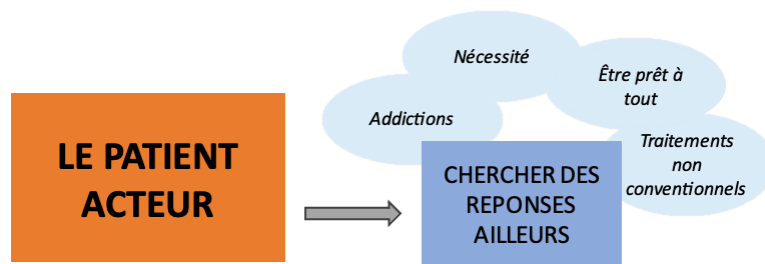 Nécessité
Être prêt à
tout
Addictions
Traitements
non
conventionnels
LE PATIENT
ACTEUR
CHERCHER DES
REPONSES
AILLEURS